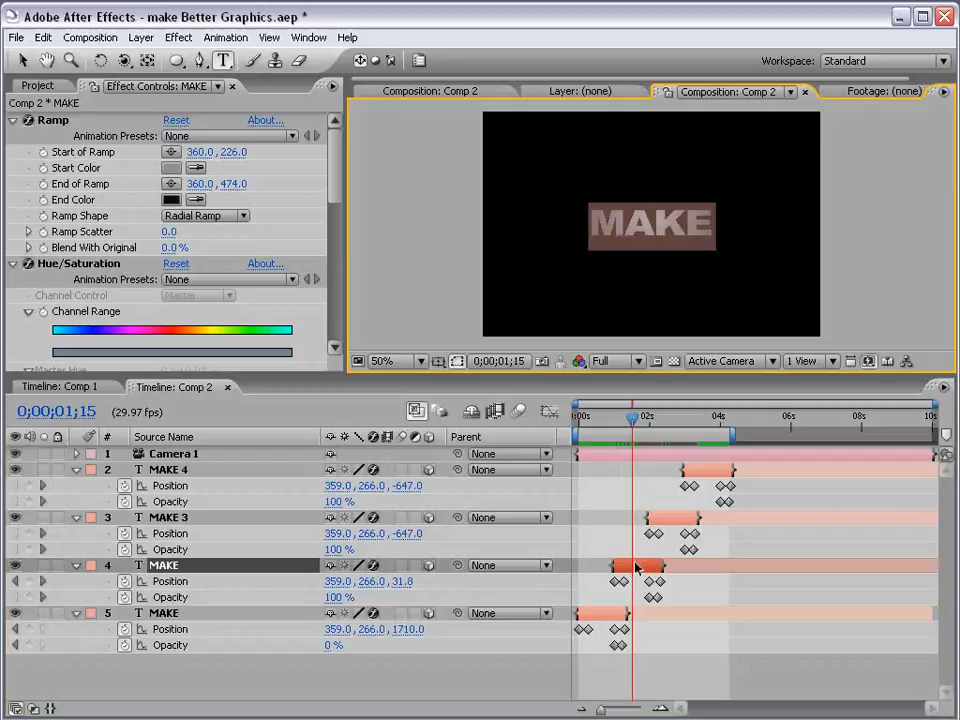 Adobe After Effects - make Better Graphics.aep *
File Edit Composition Layer Effect Animation View Window Help
T Workspace: Standard
Project Effect Controls: MAKE Composition: Comp 2 Layer: (none) Composition: Comp 2 Footage: (none)
Comp 2 * MAKE
Ramp Reset About...
Animation Presets: None
Start of Ramp 360.0, 226.0
Start Color
End of Ramp 360.0, 474.0
End Color
Ramp Shape Radial Ramp
Ramp Scatter 0.0
Blend With Original 0.0 %
Hue/Saturation Reset About...
Animation Presets: None
Channel Control Master
Channel Range
Master Hue
MAKE
50% 0;00;01;15 Full Active Camera 1 View
Timeline: Comp 1 Timeline: Comp 2
0;00;01;15 (29.97 fps)
:00s 02s 04s 06s 08s 10s
# Source Name Parent
1 Camera 1 None
2 T MAKE 4 None
Position 359.0, 266.0, -647.0
Opacity 100 %
3 T MAKE 3 None
Position 359.0, 266.0, -647.0
Opacity 100 %
4 T MAKE None
Position 359.0, 266.0, 31.8
Opacity 100 %
5 T MAKE None
Position 359.0, 266.0, 1710.0
Opacity 0 %